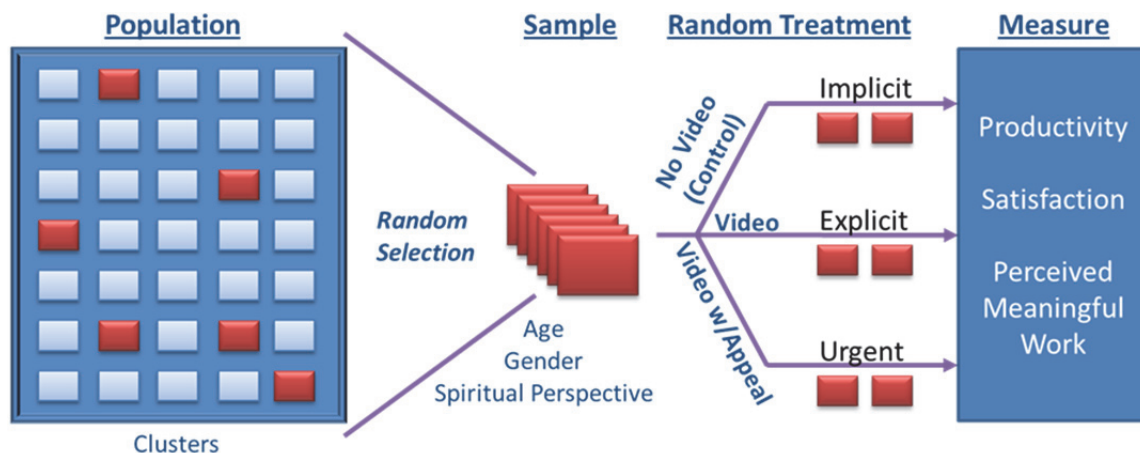 Population
Sample
Random Treatment
Measure
Random
Selection
No Video
(Control)
Video
Video w/Appeal
Implicit
Explicit
Urgent
Productivity
Satisfaction
Perceived
Meaningful
Work
Age
Gender
Spiritual Perspective
Clusters